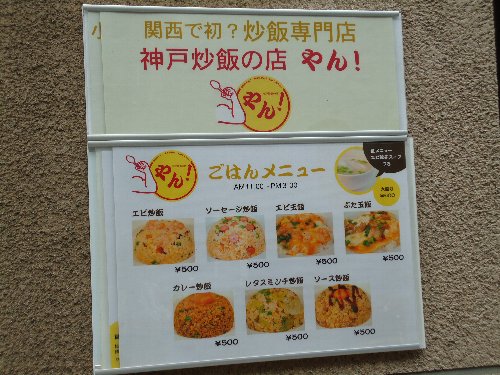 関西で初？炒飯専門店
神戸炒飯の店 やん！
やん！
やん！
ごはんメニュー
AM11:00 - PM3:00
エビ炒飯
ソーセージ炒飯
エビ玉飯
ぶた玉飯
¥500
¥500
¥500
¥500
カレー炒飯
レタスミンチ炒飯
ソース炒飯
¥500
¥500
¥500